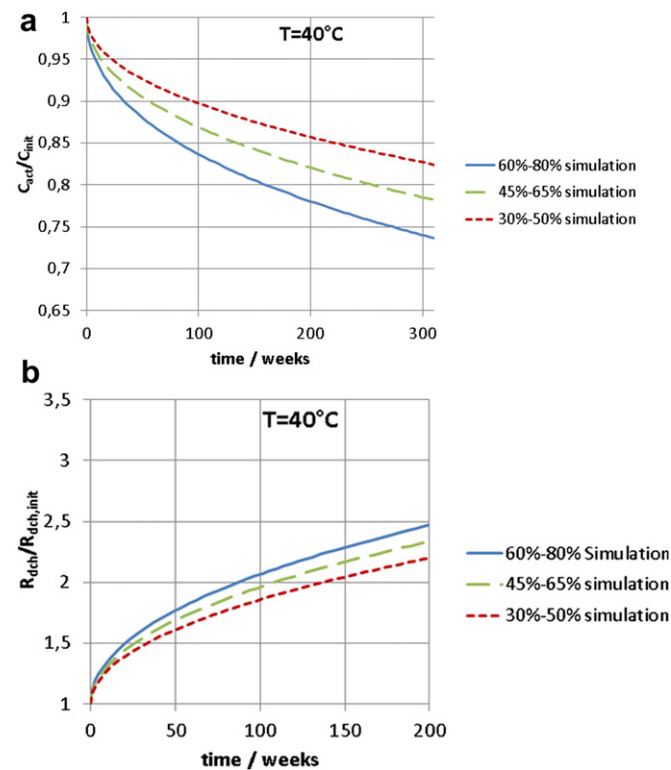 a
T=40°C
1
0,95
0,9
0,85
0,8
0,75
0,7
0,65
C_act/C_init
0
100
200
300
time / weeks
60%-80% simulation
45%-65% simulation
30%-50% simulation
b
T=40°C
3,5
3
2,5
2
1,5
1
R_dch/R_dch,init
0
50
100
150
200
time / weeks
60%-80% Simulation
45%-65% simulation
30%-50% simulation